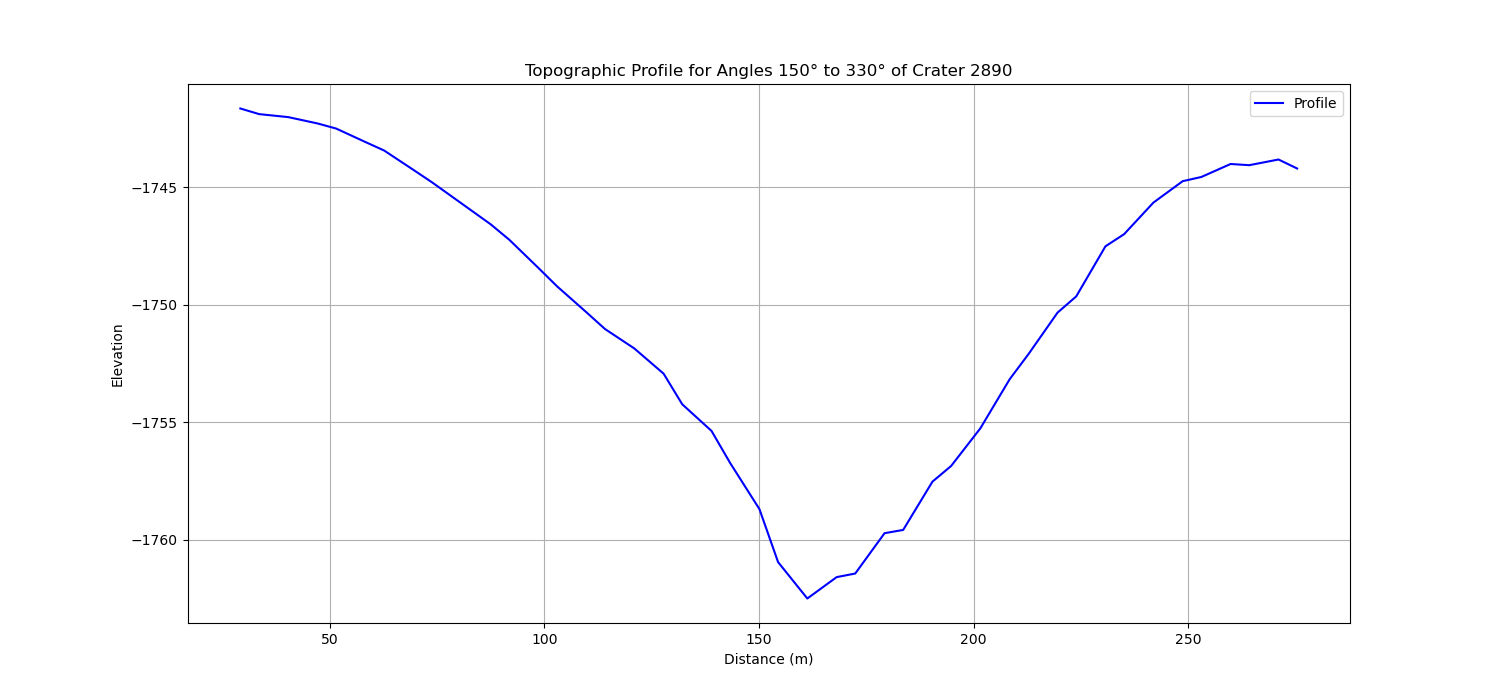 Topographic Profile for Angles 150° to 330° of Crater 2890
Profile
−1745
−1750
−1755
−1760
Elevation
50 100 150 200 250
Distance (m)